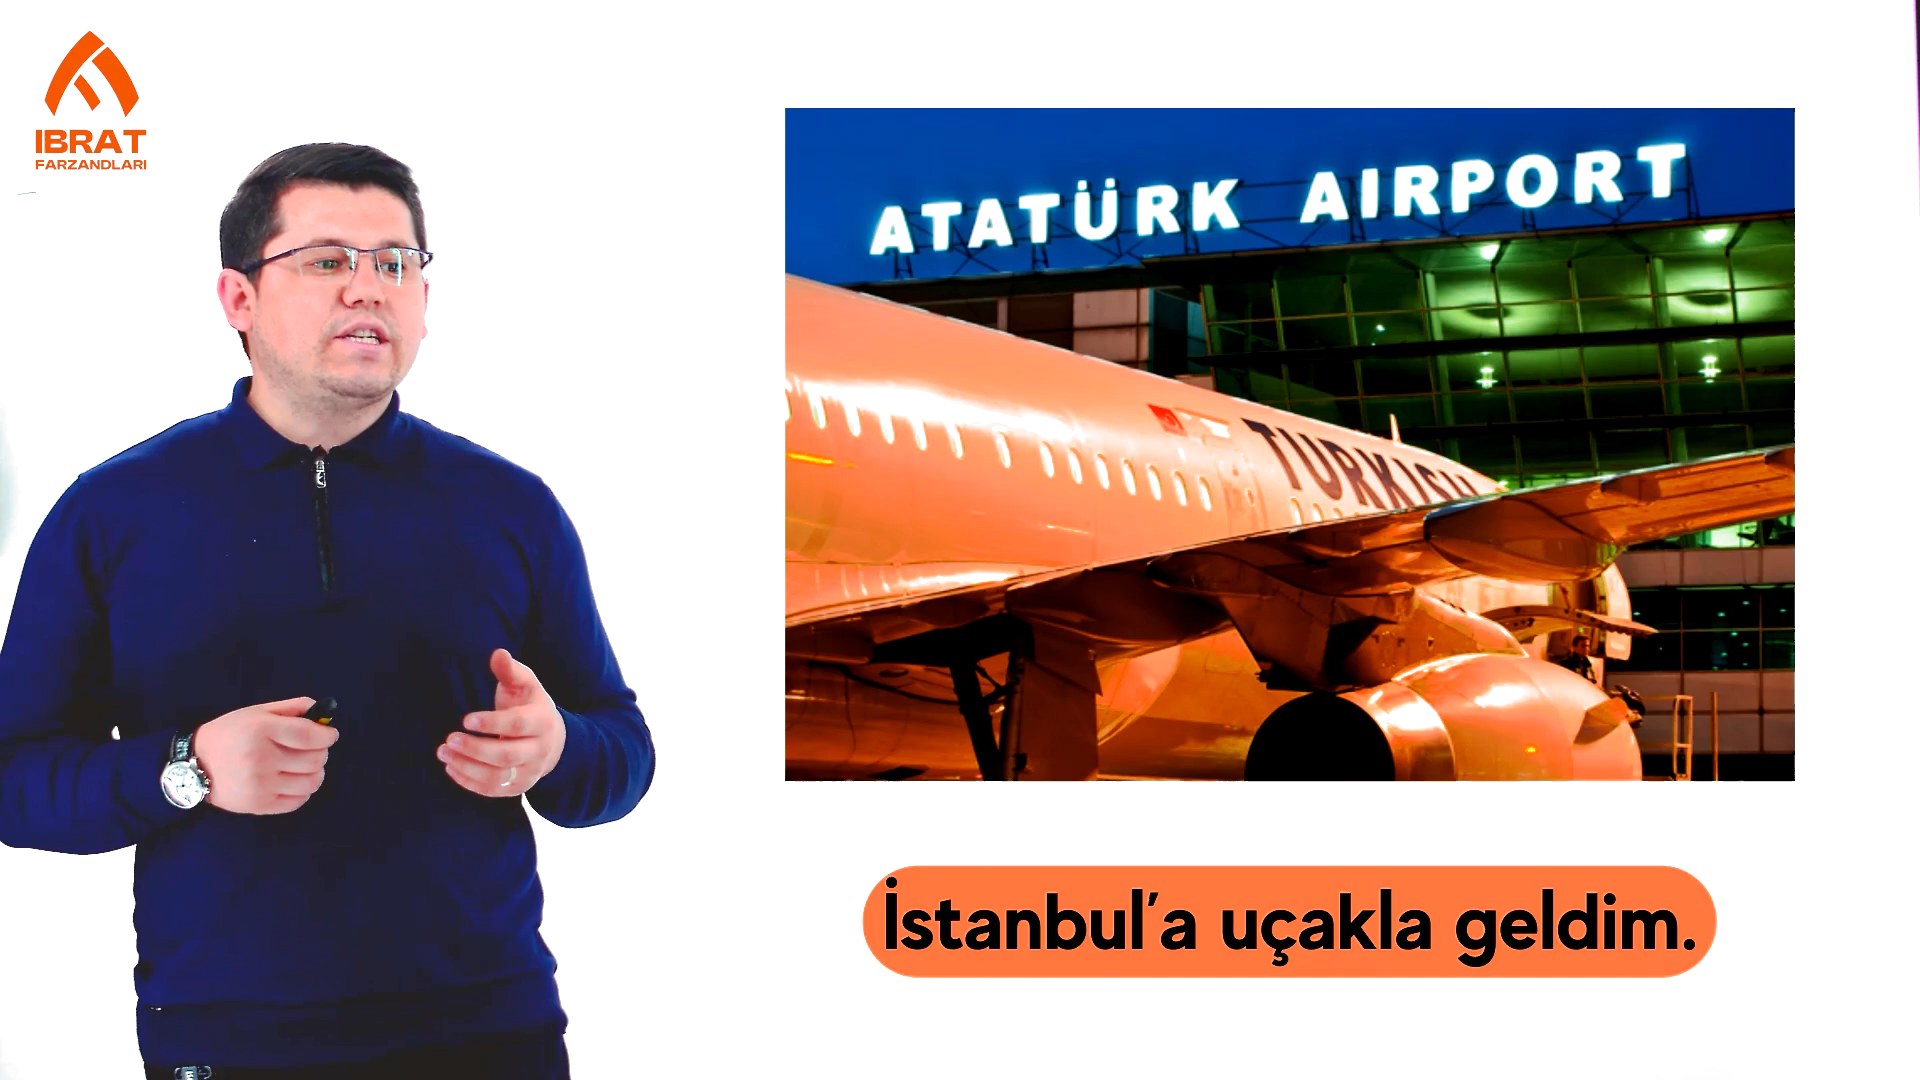 IBRAT
FARZANDLARI
ATATÜRK AIRPORT
TURKISH
İstanbul'a uçakla geldim.